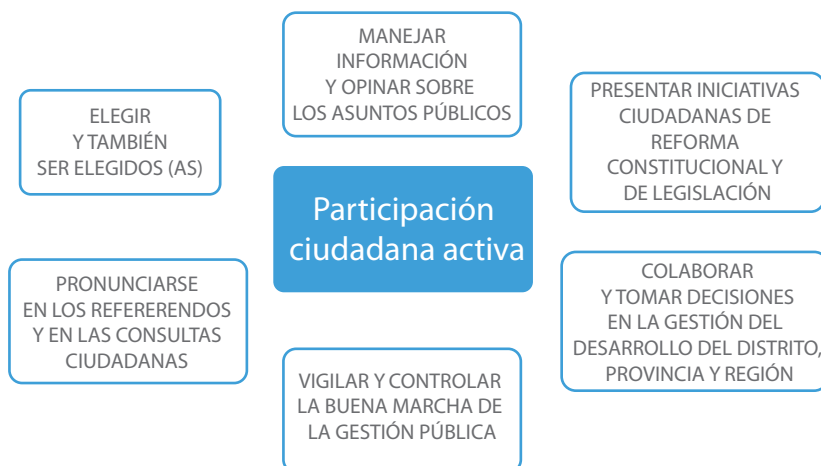 MANEJAR
INFORMACIÓN
Y OPINAR SOBRE
LOS ASUNTOS PÚBLICOS
ELEGIR
Y TAMBIÉN
SER ELEGIDOS (AS)
PRESENTAR INICIATIVAS
CIUDADANAS DE
REFORMA
CONSTITUCIONAL Y
DE LEGISLACIÓN
Participación
ciudadana activa
PRONUNCIARSE
EN LOS REFERERENDOS
Y EN LAS CONSULTAS
CIUDADANAS
COLABORAR
Y TOMAR DECISIONES
EN LA GESTIÓN DEL
DESARROLLO DEL DISTRITO,
PROVINCIA Y REGIÓN
VIGILAR Y CONTROLAR
LA BUENA MARCHA DE
LA GESTIÓN PÚBLICA